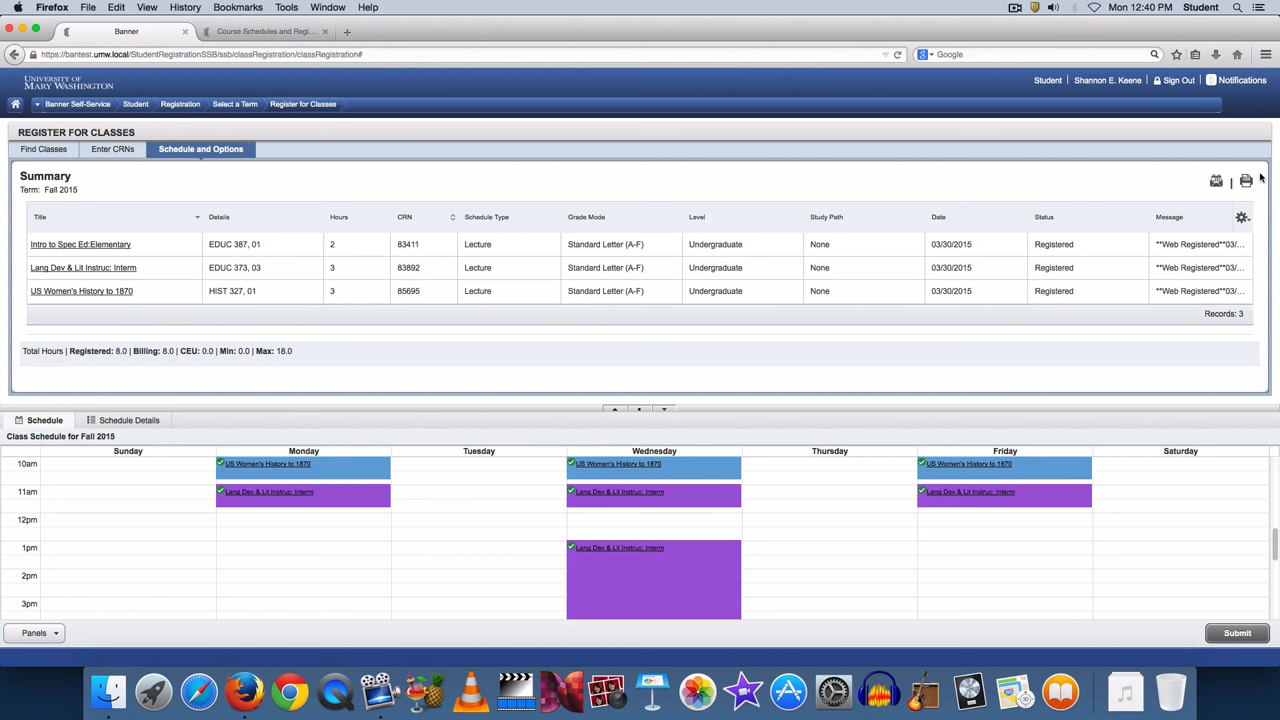 Firefox File Edit View History Bookmarks Tools Window Help Mon 12:40 PM Student
Banner Course Schedules and Regi...
https://bantest.umw.local/StudentRegistrationSSB/ssb/classRegistration/classRegistration# Google
UNIVERSITY OF
MARY WASHINGTON
Student Shannon E. Keene Sign Out Notifications
Banner Self-Service Student Registration Select a Term Register for Classes
REGISTER FOR CLASSES
Find Classes Enter CRNs Schedule and Options
Summary
Term: Fall 2015
Title Details Hours CRN Schedule Type Grade Mode Level Study Path Date Status Message
Intro to Spec Ed:Elementary EDUC 387, 01 2 83411 Lecture Standard Letter (A-F) Undergraduate None 03/30/2015 Registered **Web Registered**03/...
Lang Dev & Lit Instruc: Interm EDUC 373, 03 3 83892 Lecture Standard Letter (A-F) Undergraduate None 03/30/2015 Registered **Web Registered**03/...
US Women's History to 1870 HIST 327, 01 3 85695 Lecture Standard Letter (A-F) Undergraduate None 03/30/2015 Registered **Web Registered**03/...
Records: 3
Total Hours | Registered: 8.0 | Billing: 8.0 | CEU: 0.0 | Min: 0.0 | Max: 18.0
Schedule Schedule Details
Class Schedule for Fall 2015
Sunday Monday Tuesday Wednesday Thursday Friday Saturday
10am US Women's History to 1870 US Women's History to 1870 US Women's History to 1870
11am Lang Dev & Lit Instruc: Interm Lang Dev & Lit Instruc: Interm Lang Dev & Lit Instruc: Interm
12pm
1pm Lang Dev & Lit Instruc: Interm
2pm
3pm
Panels Submit